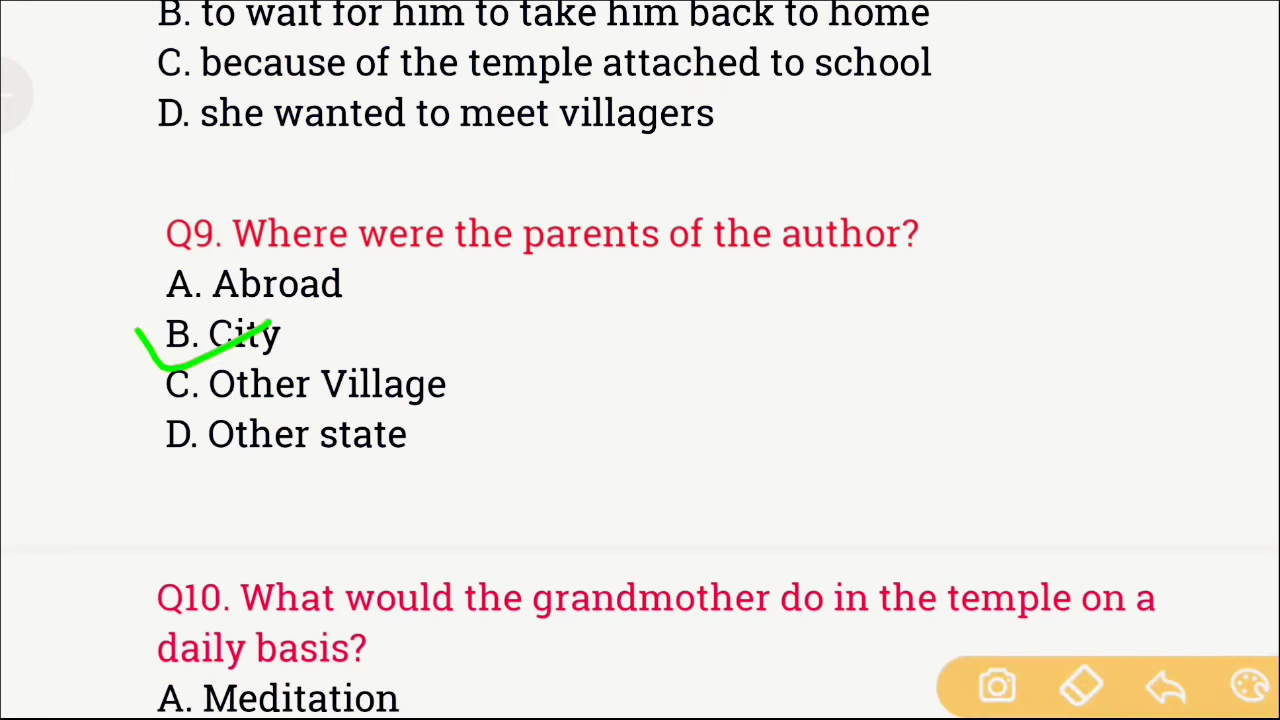 B. to wait for him to take him back to home
C. because of the temple attached to school
D. she wanted to meet villagers
Q9. Where were the parents of the author?
A. Abroad
B. City
C. Other Village
D. Other state
Q10. What would the grandmother do in the temple on a
daily basis?
A. Meditation